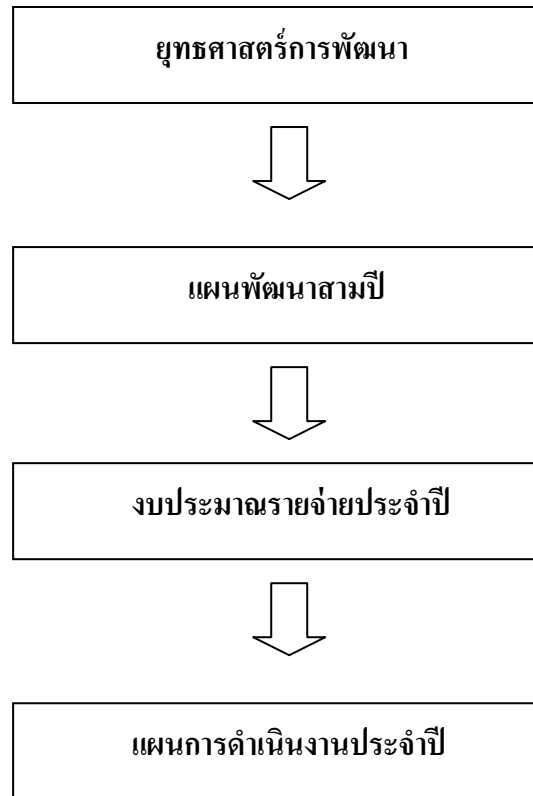 ยุทธศาสตร์การพัฒนา
แผนพัฒนาสามปี
งบประมาณรายจ่ายประจำปี
แผนการดำเนินงานประจำปี